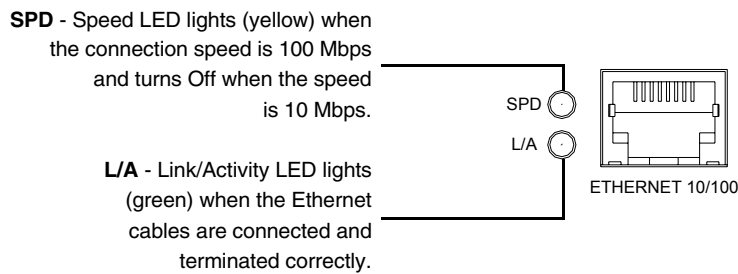 SPD - Speed LED lights (yellow) when
the connection speed is 100 Mbps
and turns Off when the speed
is 10 Mbps.
L/A - Link/Activity LED lights
(green) when the Ethernet
cables are connected and
terminated correctly.
SPD
L/A
ETHERNET 10/100